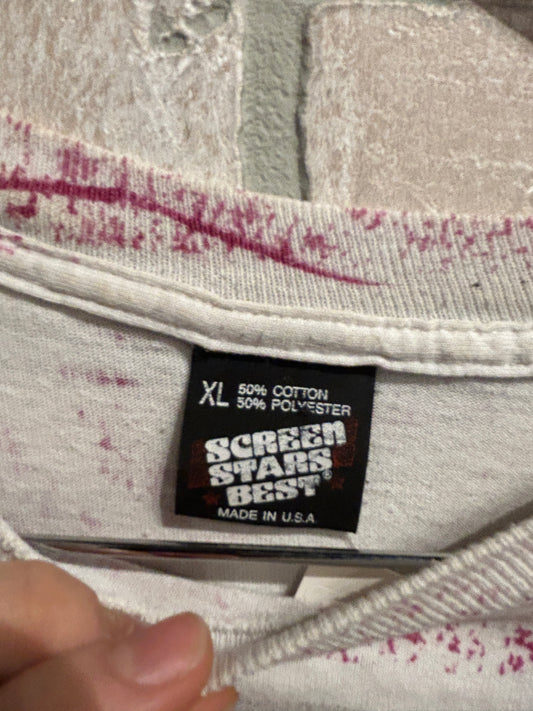 XL 50% COTTON
50% POLYESTER
SCREEN
STARS
BEST®
MADE IN U.S.A.